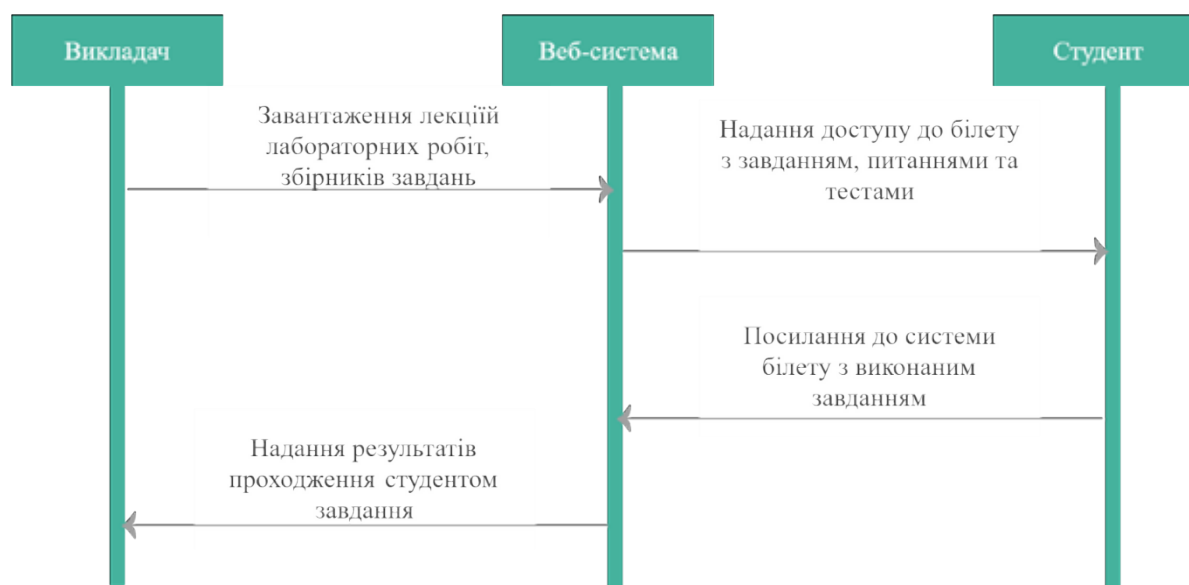 Викладач
Веб-система
Студент
Завантаження лекціїй
лабораторних робіт,
збірників завдань
Надання доступу до білету
з завданням, питаннями та
тестами
Посилання до системи
білету з виконаним
завданням
Надання результатів
проходження студентом
завдання